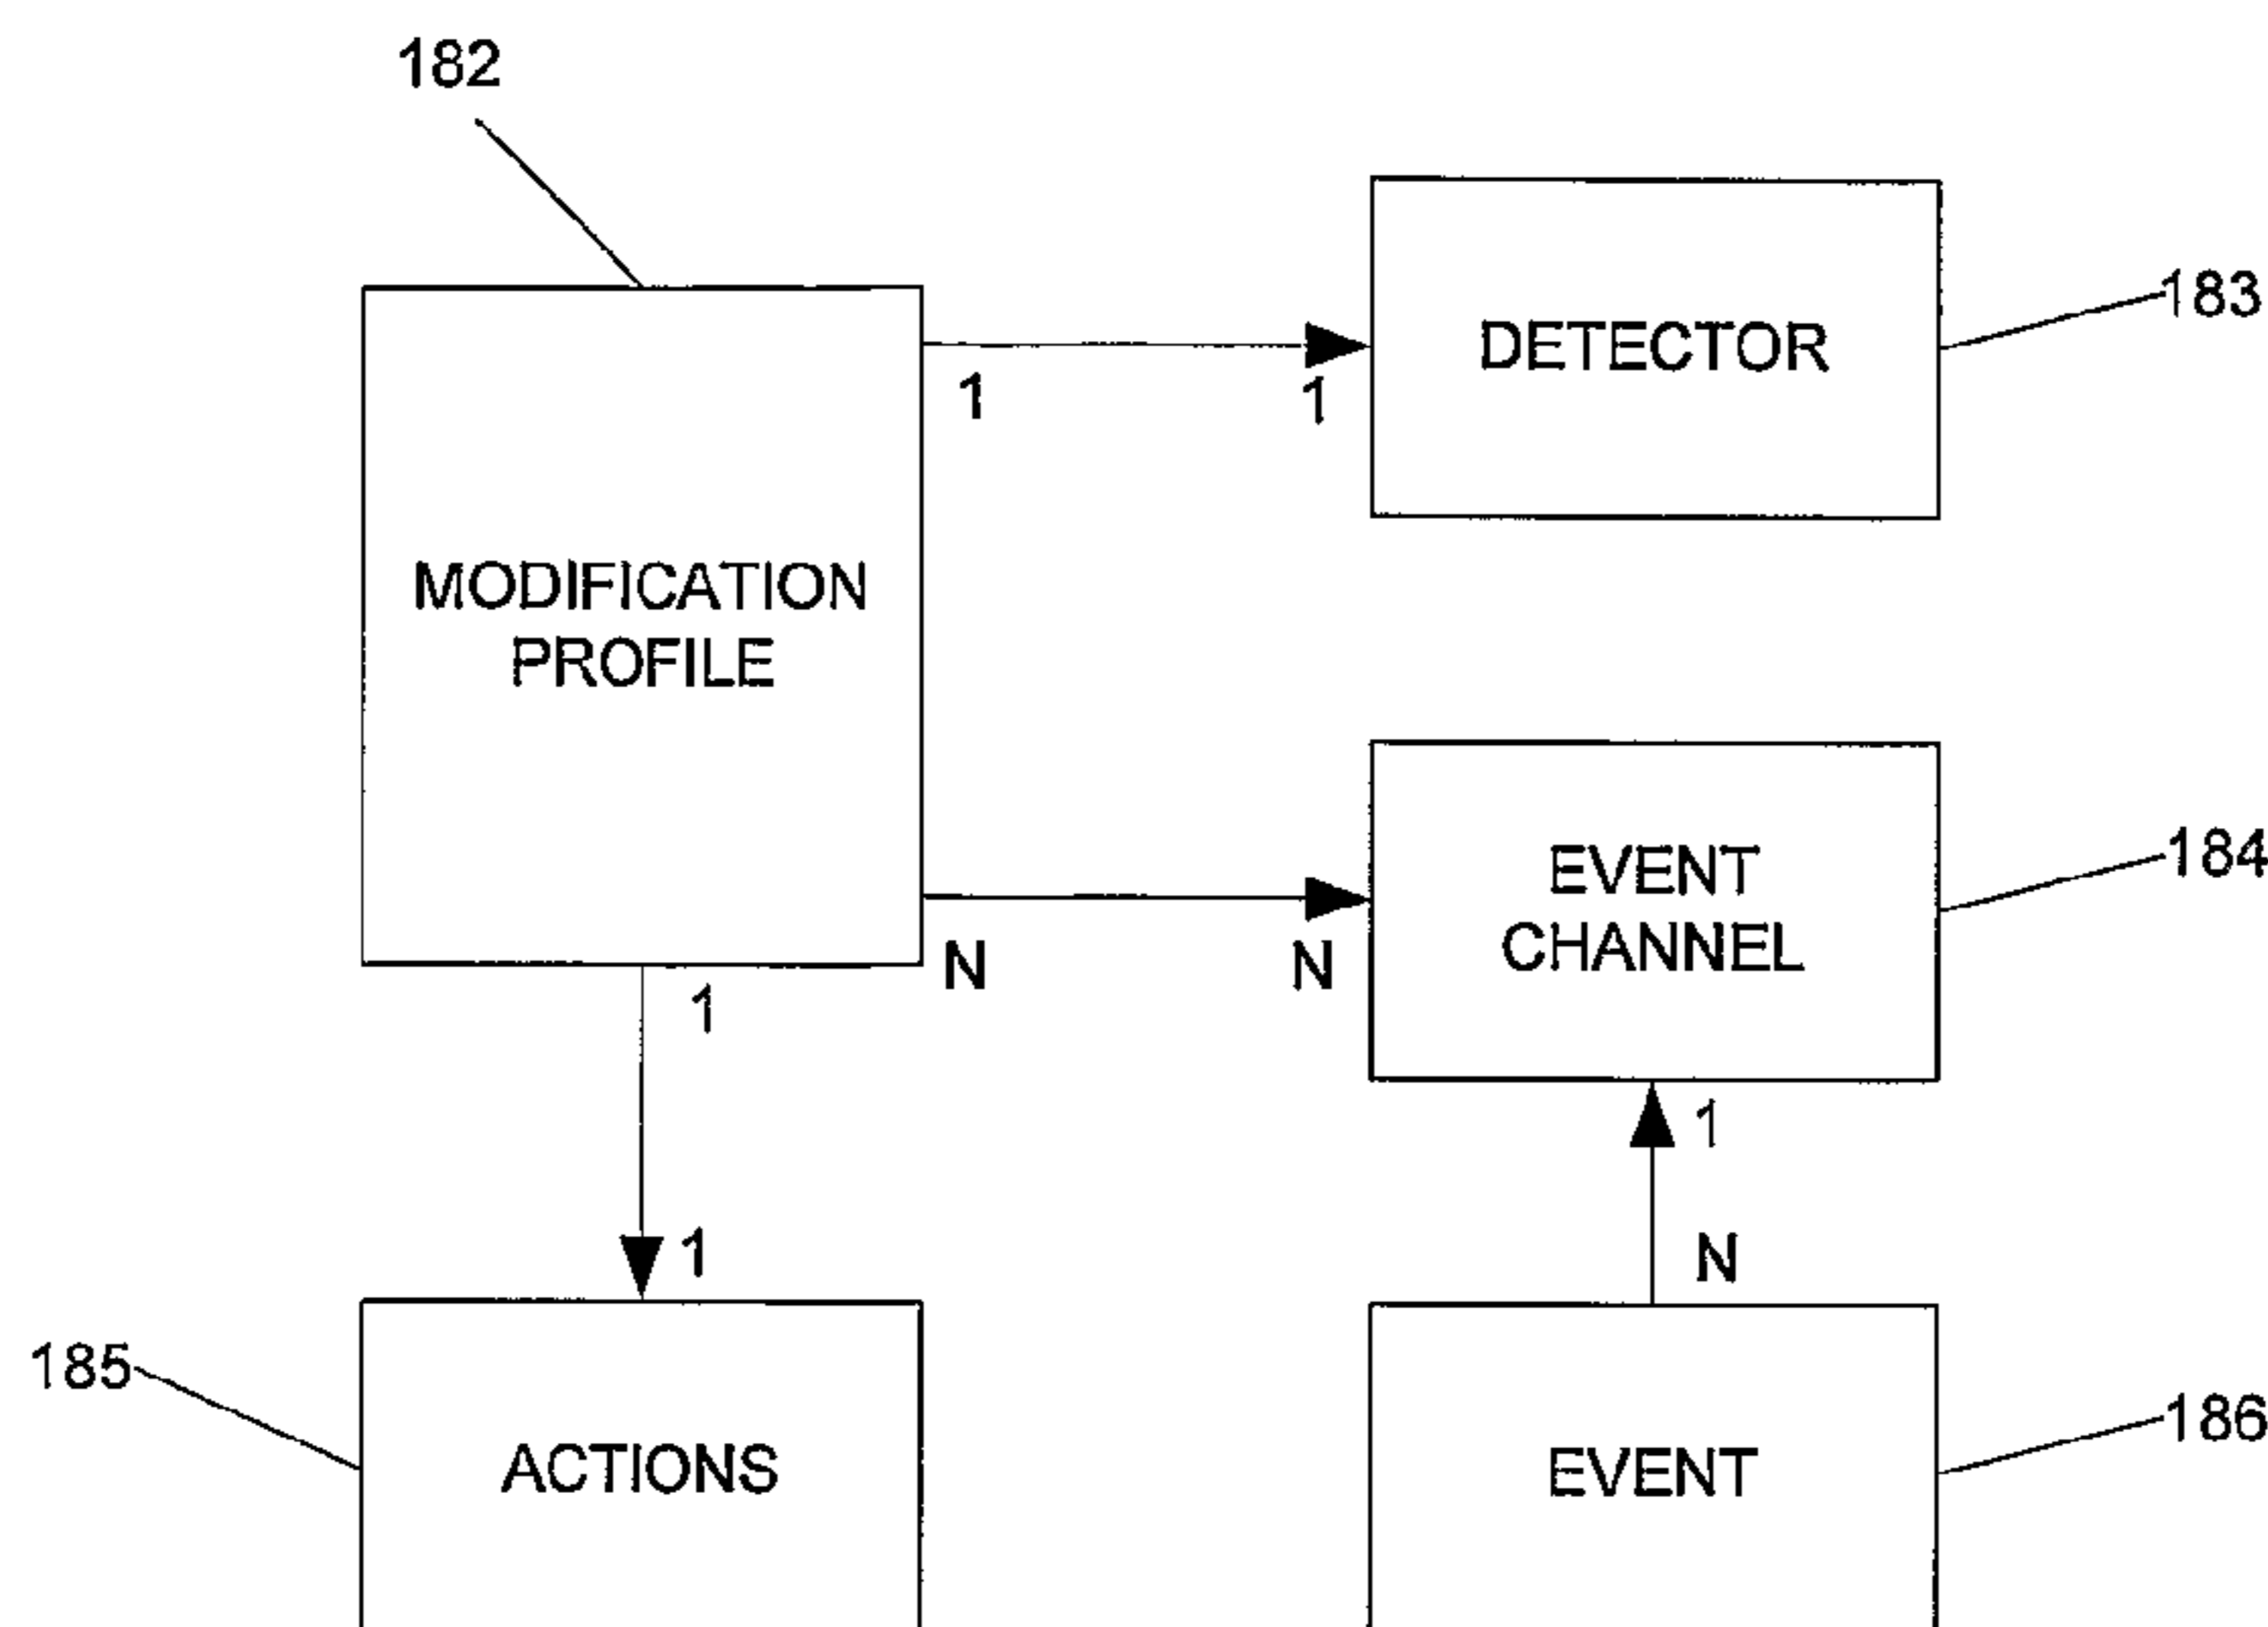 182
183
DETECTOR
1 1
MODIFICATION
PROFILE
184
EVENT
CHANNEL
N N
1
1
1
N
185
ACTIONS
186
EVENT